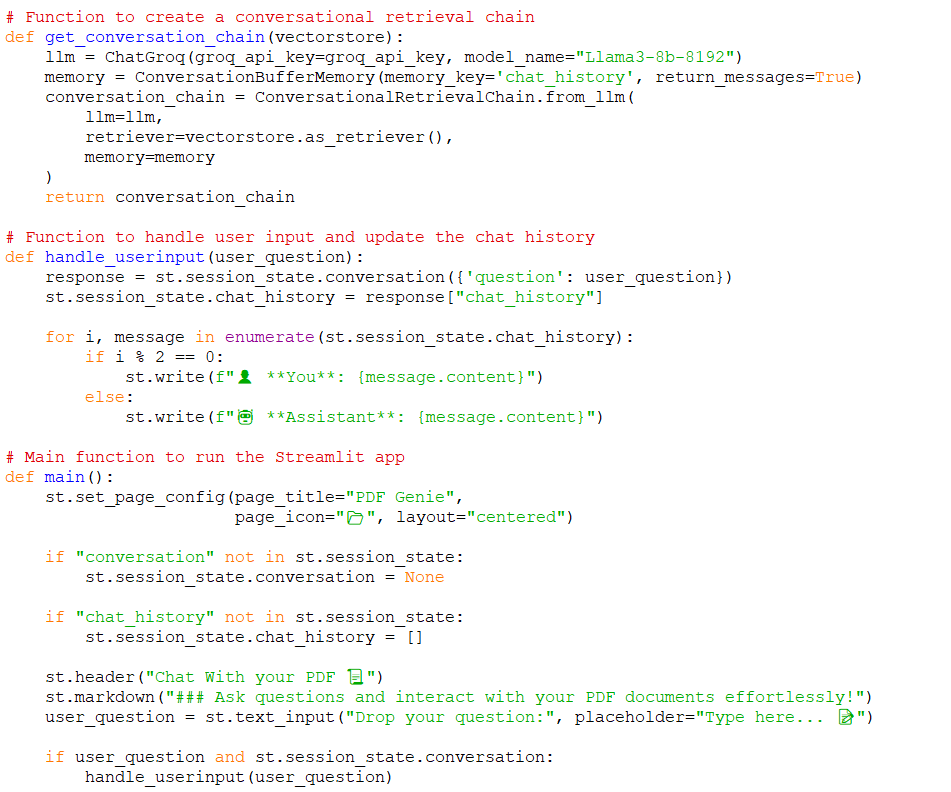 # Function to create a conversational retrieval chain
def get_conversation_chain(vectorstore):
    llm = ChatGroq(groq_api_key=groq_api_key, model_name="Llama3-8b-8192")
    memory = ConversationBufferMemory(memory_key='chat_history', return_messages=True)
    conversation_chain = ConversationalRetrievalChain.from_llm(
        llm=llm,
        retriever=vectorstore.as_retriever(),
        memory=memory
    )
    return conversation_chain

# Function to handle user input and update the chat history
def handle_userinput(user_question):
    response = st.session_state.conversation({'question': user_question})
    st.session_state.chat_history = response["chat_history"]

    for i, message in enumerate(st.session_state.chat_history):
        if i % 2 == 0:
            st.write(f"👤 **You**: {message.content}")
        else:
            st.write(f"🤖 **Assistant**: {message.content}")

# Main function to run the Streamlit app
def main():
    st.set_page_config(page_title="PDF Genie",
                       page_icon="📂", layout="centered")

    if "conversation" not in st.session_state:
        st.session_state.conversation = None

    if "chat_history" not in st.session_state:
        st.session_state.chat_history = []

    st.header("Chat With your PDF 📜")
    st.markdown("### Ask questions and interact with your PDF documents effortlessly!")
    user_question = st.text_input("Drop your question:", placeholder="Type here... 📝")

    if user_question and st.session_state.conversation:
        handle_userinput(user_question)